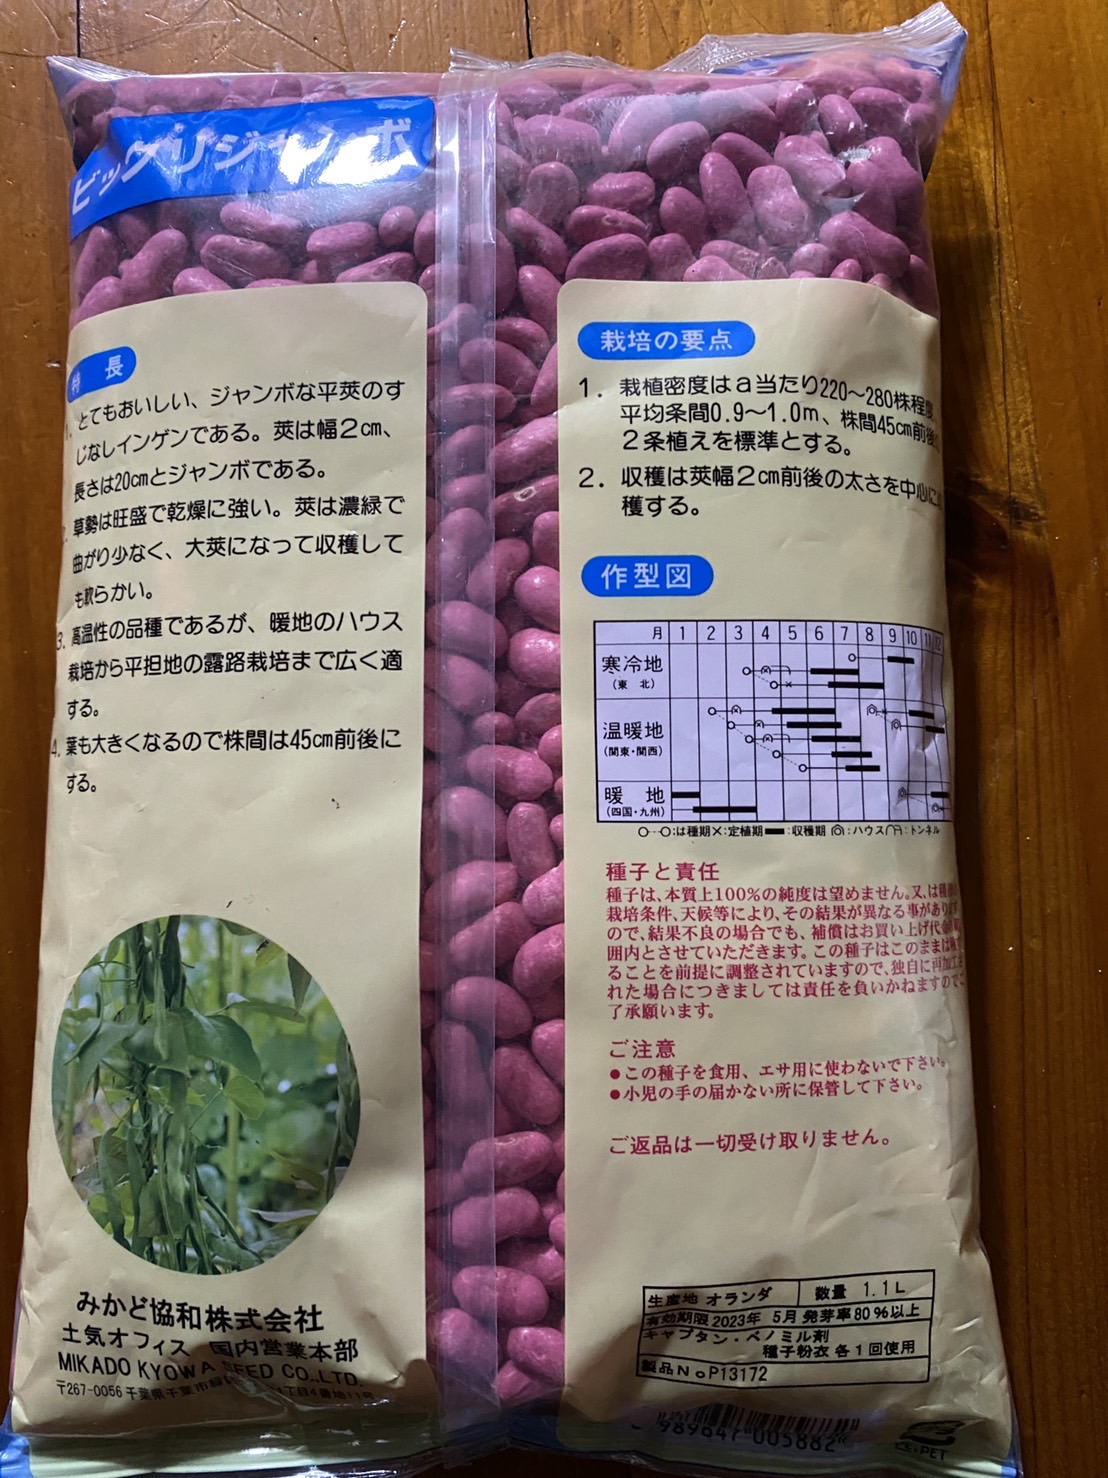 ビックリジャンボ
特 長
1. とてもおいしい、ジャンボな平莢のす
じなしインゲンである。莢は幅2㎝、
長さは20㎝とジャンボである。
2. 草勢は旺盛で乾燥に強い。莢は濃緑で
曲がり少なく、大莢になって収穫して
も軟らかい。
3. 高温性の品種であるが、暖地のハウス
栽培から平担地の露路栽培まで広く適
する。
4. 葉も大きくなるので株間は45㎝前後に
する。
みかど協和株式会社
土気オフィス 国内営業本部
MIKADO KYOWA SEED CO.,LTD.
〒267-0056 千葉県千葉市緑区
栽培の要点
1. 栽植密度はa当たり220〜280株程度
平均条間0.9〜1.0m、株間45㎝前後
2条植えを標準とする。
2. 収穫は莢幅2㎝前後の太さを中心に
穫する。
作型図
月 1 2 3 4 5 6 7 8 9 10 11 12
寒冷地
(東 北)
温暖地
(関東・関西)
暖 地
(四国・九州)
○--○:は種期 ×:定植期 ▬:収穫期 :ハウス :トンネル
種子と責任
種子は、本質上100%の純度は望めません。又、は種
栽培条件、天候等により、その結果が異なる事があり
ので、結果不良の場合でも、補償はお買い上げ代金
囲内とさせていただきます。この種子はこのままは種
ることを前提に調整されていますので、独自に再加工
れた場合につきましては責任を負いかねますのでご
了承願います。
ご注意
●この種子を食用、エサ用に使わないで下さい。
●小児の手の届かない所に保管して下さい。
ご返品は一切受け取りません。
生産地 オランダ 数量 1.1L
有効期限 2023年 5月 発芽率80%以上
キャプタン・ベノミル剤
種子粉衣 各1回使用
製品No P13172
989647 005882
PE・PET